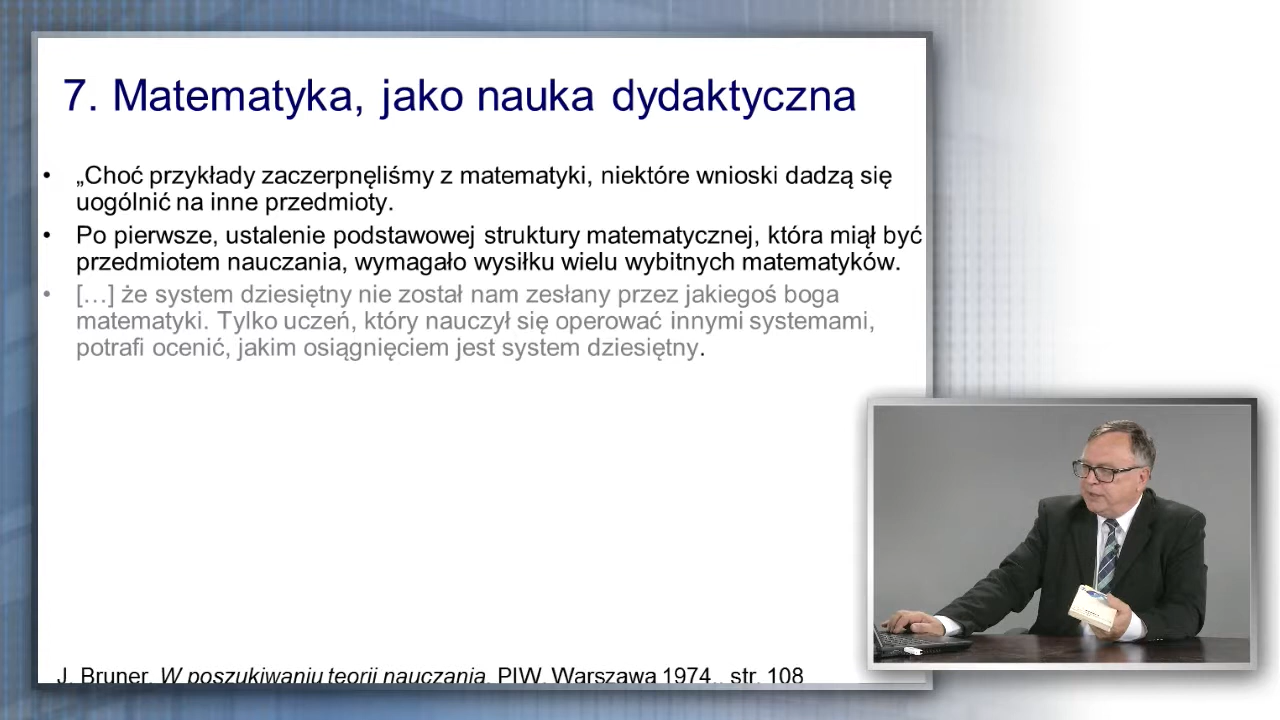 7. Matematyka, jako nauka dydaktyczna
• „Choć przykłady zaczerpnęliśmy z matematyki, niektóre wnioski dadzą się
uogólnić na inne przedmioty.
• Po pierwsze, ustalenie podstawowej struktury matematycznej, która miął być
przedmiotem nauczania, wymagało wysiłku wielu wybitnych matematyków.
• […] że system dziesiętny nie został nam zesłany przez jakiegoś boga
matematyki. Tylko uczeń, który nauczył się operować innymi systemami,
potrafi ocenić, jakim osiągnięciem jest system dziesiętny.
J. Bruner, W poszukiwaniu teorii nauczania, PIW, Warszawa 1974., str. 108